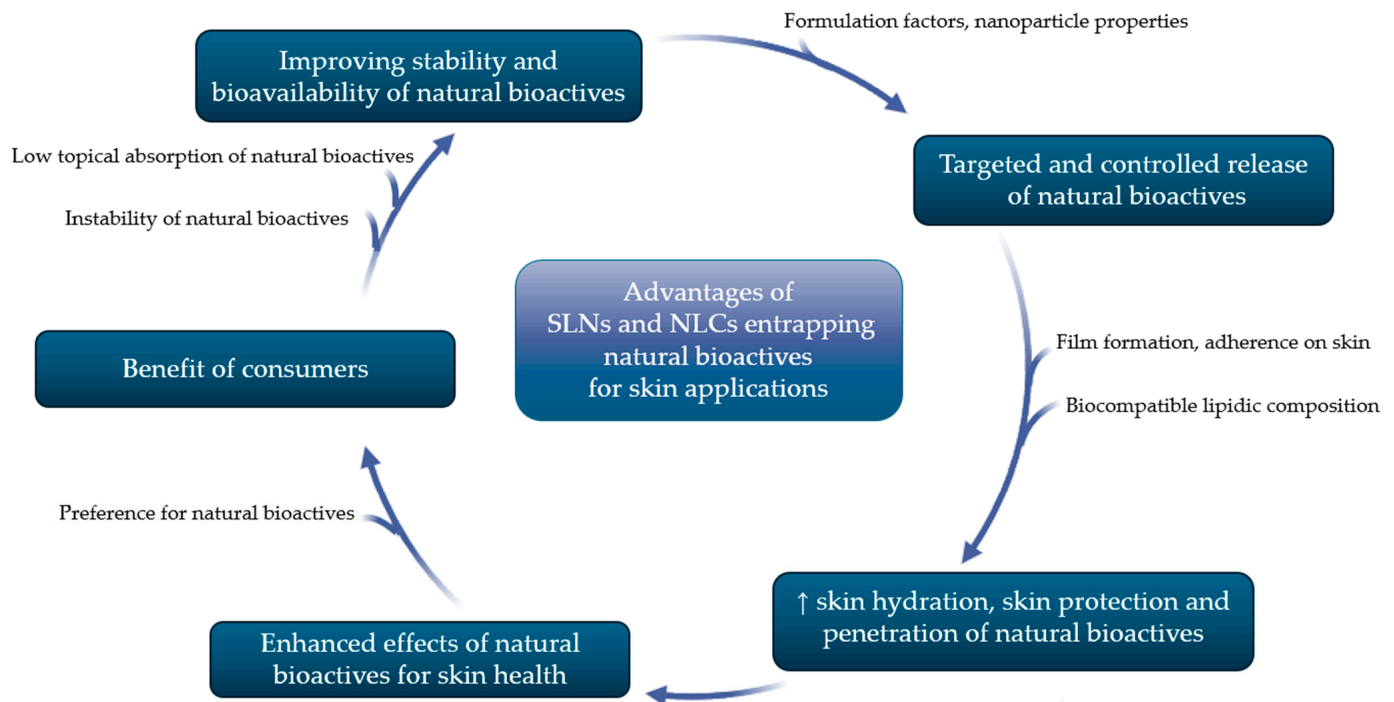 Formulation factors, nanoparticle properties
Improving stability and
bioavailability of natural bioactives
Low topical absorption of natural bioactives
Instability of natural bioactives
Targeted and controlled release
of natural bioactives
Advantages of
SLNs and NLCs entrapping
natural bioactives
for skin applications
Film formation, adherence on skin
Biocompatible lipidic composition
Benefit of consumers
Preference for natural bioactives
↑ skin hydration, skin protection and
penetration of natural bioactives
Enhanced effects of natural
bioactives for skin health